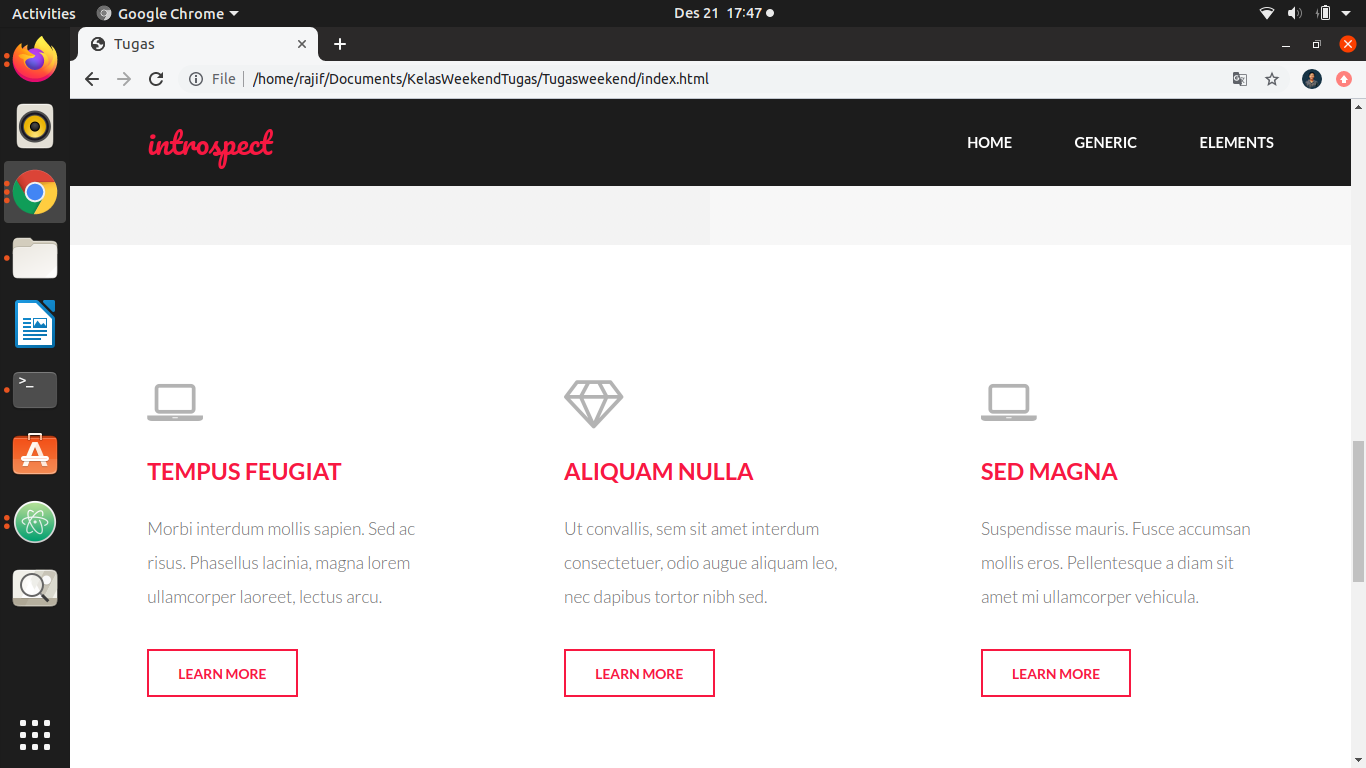 Activities Google Chrome Des 21 17:47
Tugas
File /home/rajif/Documents/KelasWeekendTugas/Tugasweekend/index.html
introspect HOME GENERIC ELEMENTS
TEMPUS FEUGIAT
Morbi interdum mollis sapien. Sed ac
risus. Phasellus lacinia, magna lorem
ullamcorper laoreet, lectus arcu.
LEARN MORE
ALIQUAM NULLA
Ut convallis, sem sit amet interdum
consectetuer, odio augue aliquam leo,
nec dapibus tortor nibh sed.
LEARN MORE
SED MAGNA
Suspendisse mauris. Fusce accumsan
mollis eros. Pellentesque a diam sit
amet mi ullamcorper vehicula.
LEARN MORE